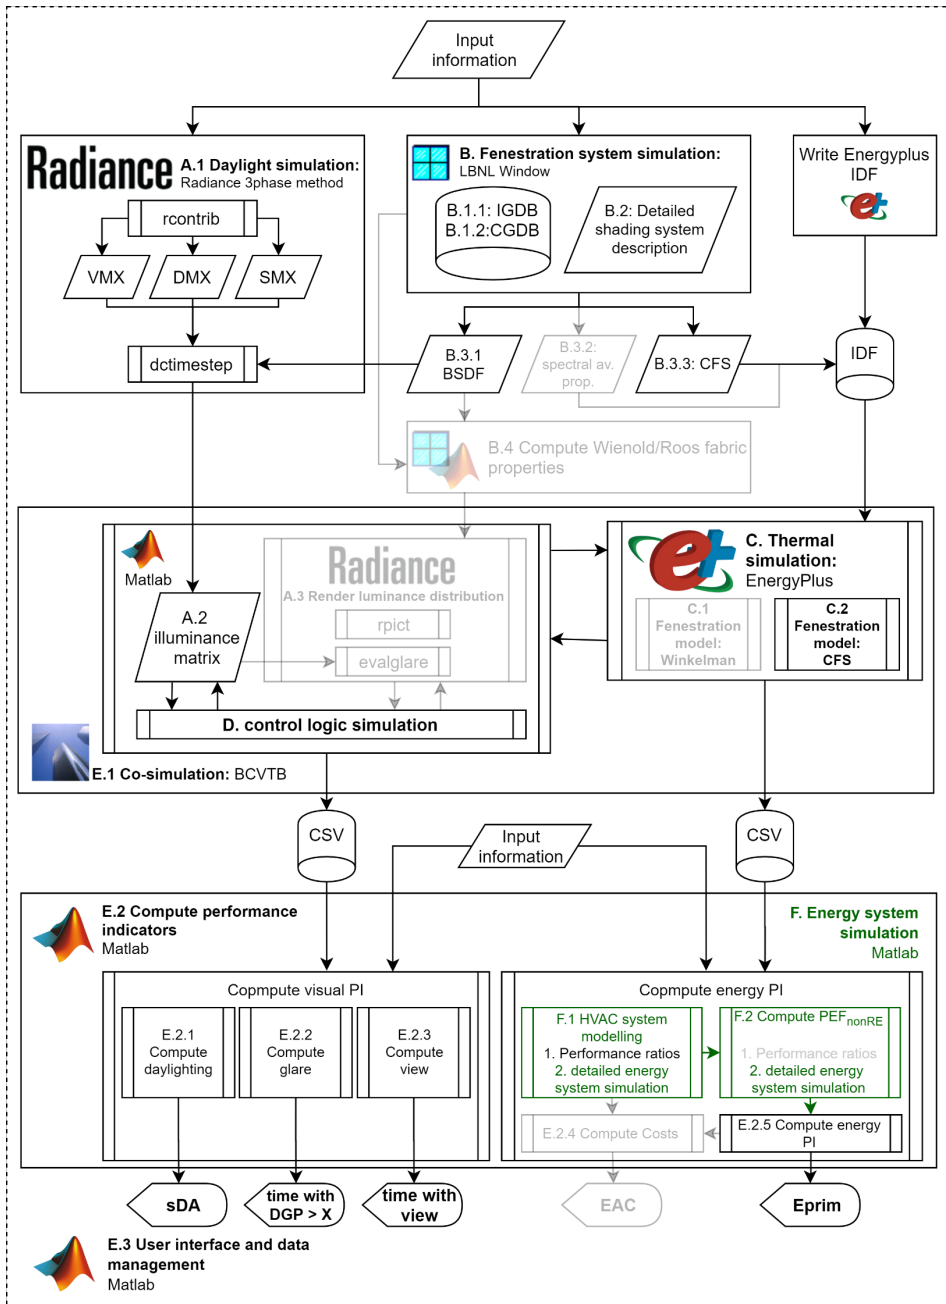 Input
information
Radiance
A.1 Daylight simulation:
Radiance 3phase method
rcontrib
VMX
DMX
SMX
dctimestep
B. Fenestration system simulation:
LBNL Window
B.1.1: IGDB
B.1.2:CGDB
B.2: Detailed
shading system
description
Write Energyplus
IDF
e+
B.3.1
BSDF
B.3.2:
spectral av.
prop.
B.3.3: CFS
IDF
B.4 Compute Wienold/Roos fabric
properties
Matlab
A.2
illuminance
matrix
Radiance
A.3 Render luminance distribution
rpict
evalglare
D. control logic simulation
e+
C. Thermal
simulation:
EnergyPlus
C.1
Fenestration
model:
Winkelman
C.2
Fenestration
model:
CFS
E.1 Co-simulation: BCVTB
CSV
Input
information
CSV
E.2 Compute performance
indicators
Matlab
F. Energy system
simulation
Matlab
Copmpute visual PI
E.2.1
Compute
daylighting
E.2.2
Compute
glare
E.2.3
Compute
view
Copmpute energy PI
F.1 HVAC system
modelling
1. Performance ratios
2. detailed energy
system simulation
F.2 Compute PEFnonRE
1. Performance ratios
2. detailed energy
system simulation
E.2.4 Compute Costs
E.2.5 Compute energy
PI
sDA
time with
DGP > X
time with
view
EAC
Eprim
E.3 User interface and data
management
Matlab